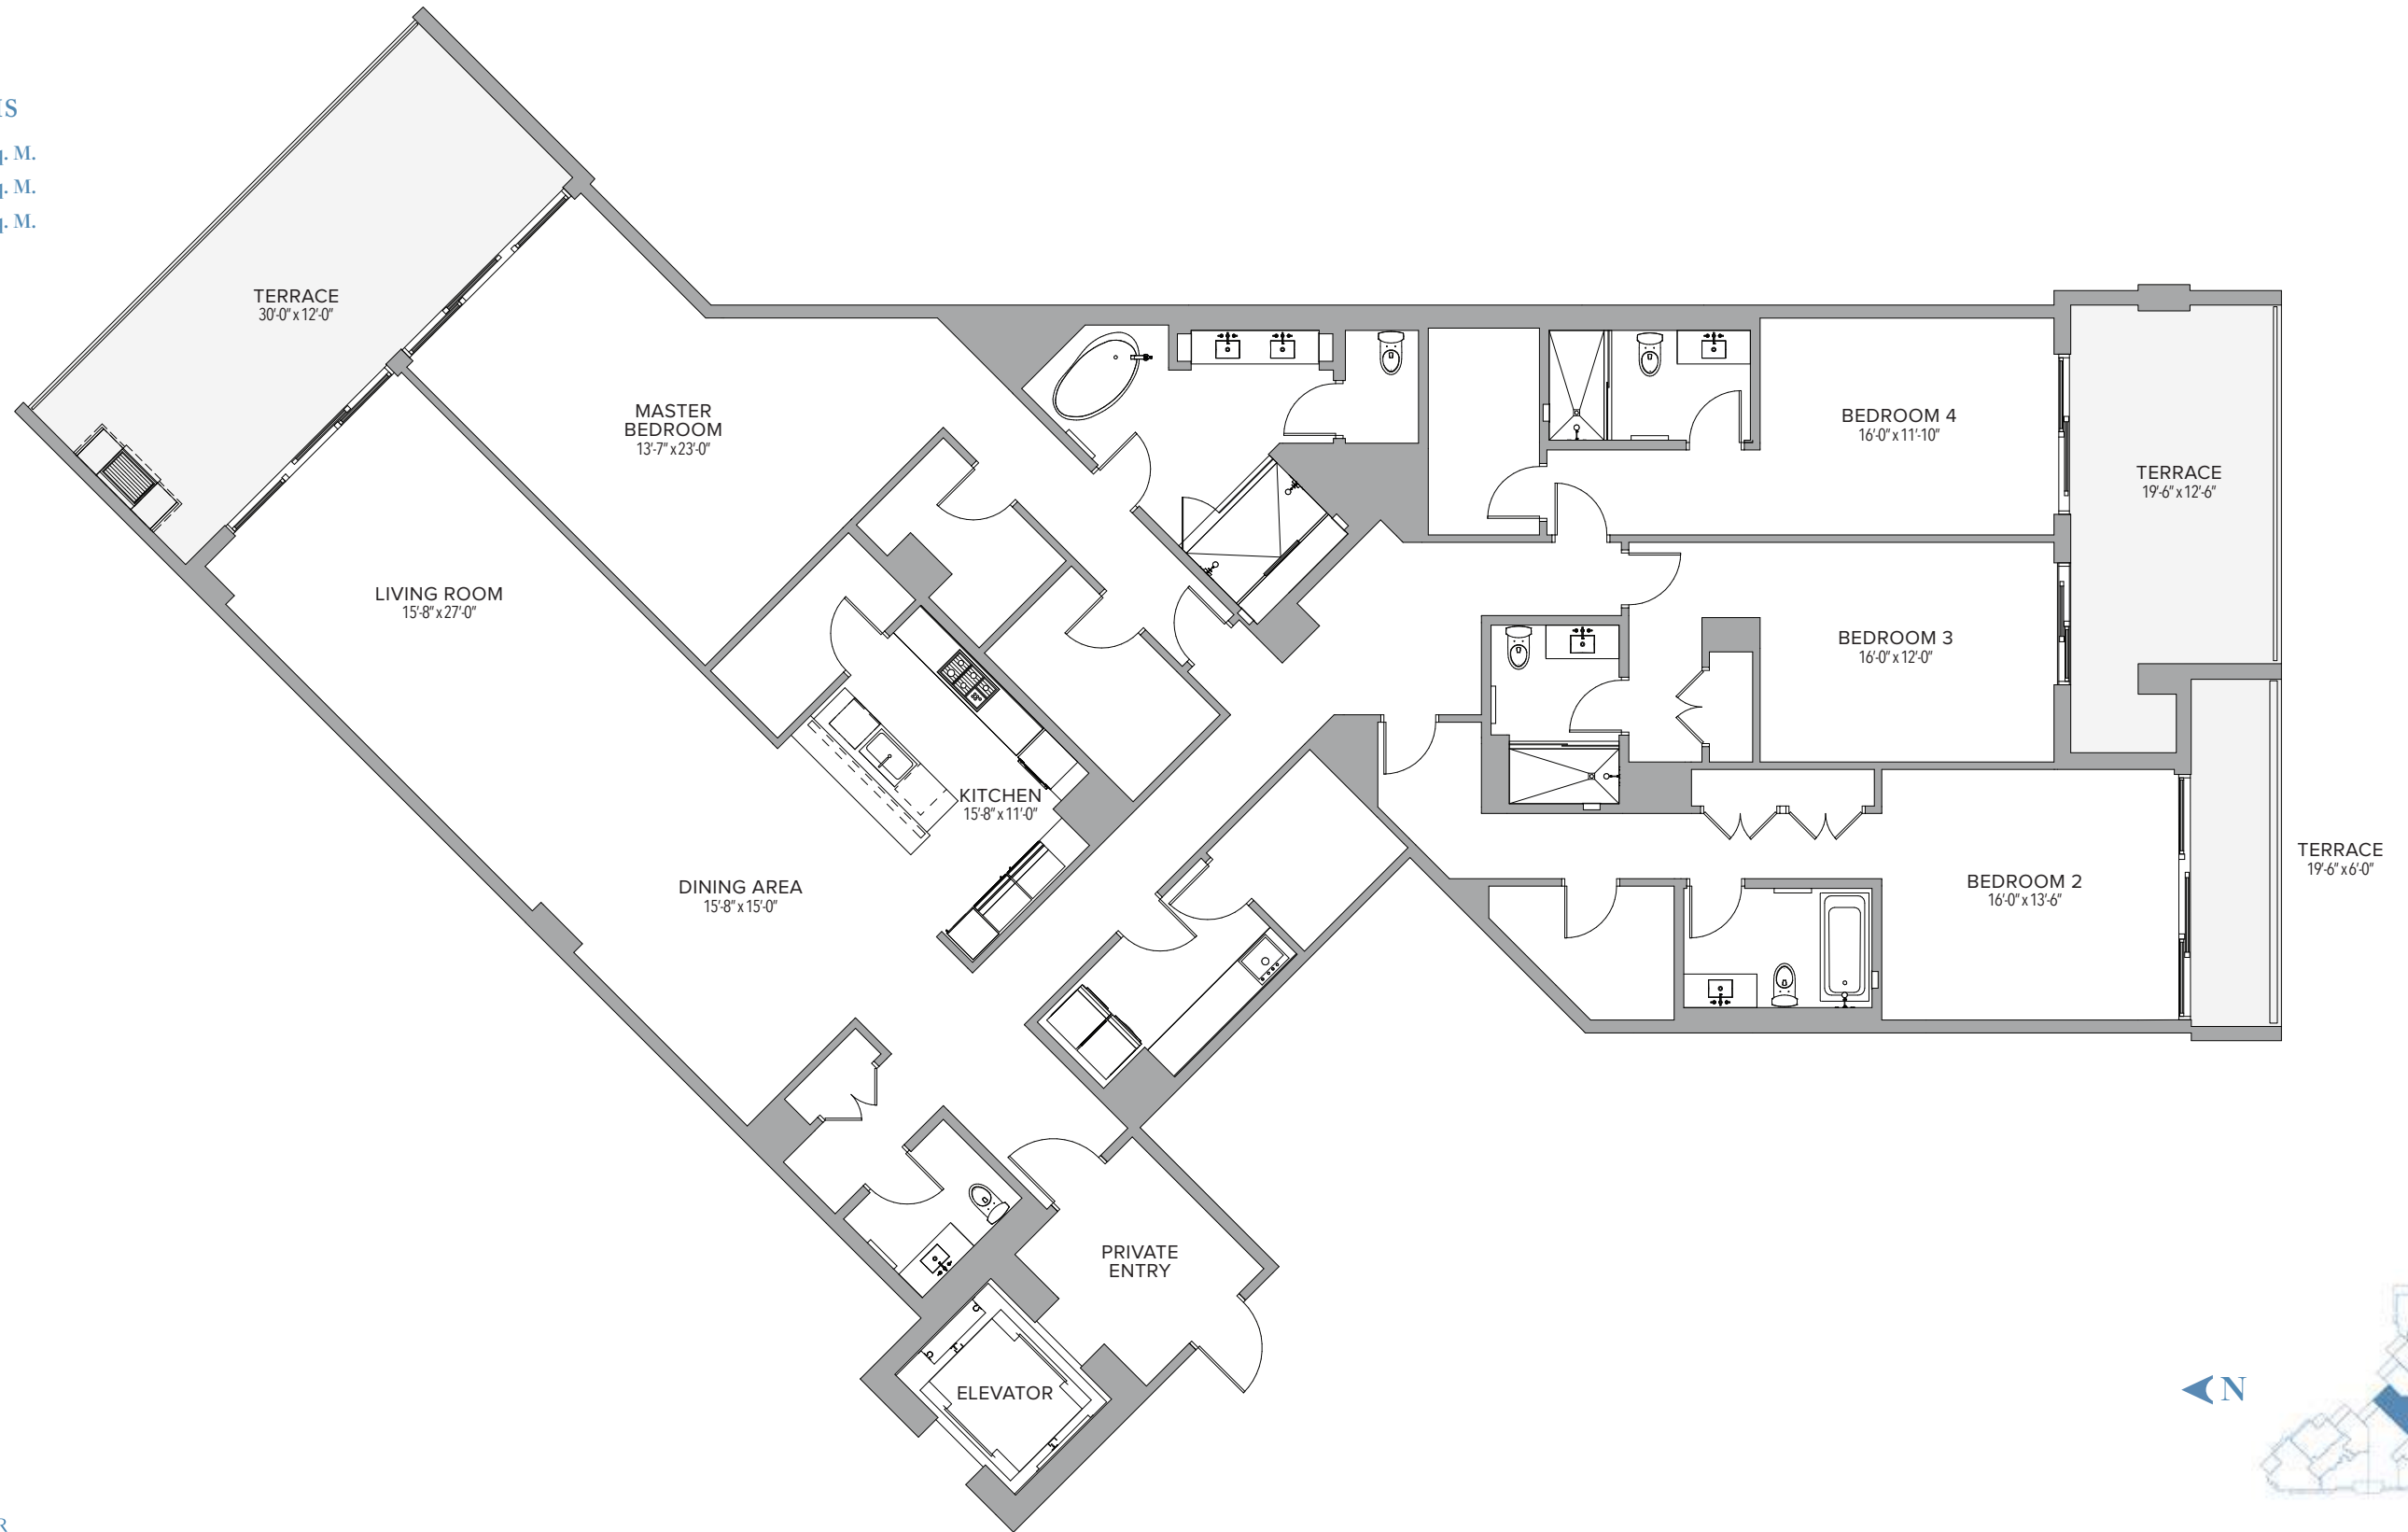 IS
q. M.
q. M.
q. M.
TERRACE
30'-0" x 12'-0"
MASTER
BEDROOM
13'-7" x 23'-0"
LIVING ROOM
15'-8" x 27'-0"
KITCHEN
15'-8" x 11'-0"
DINING AREA
15'-8" x 15'-0"
BEDROOM 4
16'-0" x 11'-10"
TERRACE
19'-6" x 12'-6"
BEDROOM 3
16'-0" x 12'-0"
BEDROOM 2
16'-0" x 13'-6"
TERRACE
19'-6" x 6'-0"
PRIVATE
ENTRY
ELEVATOR
N
R